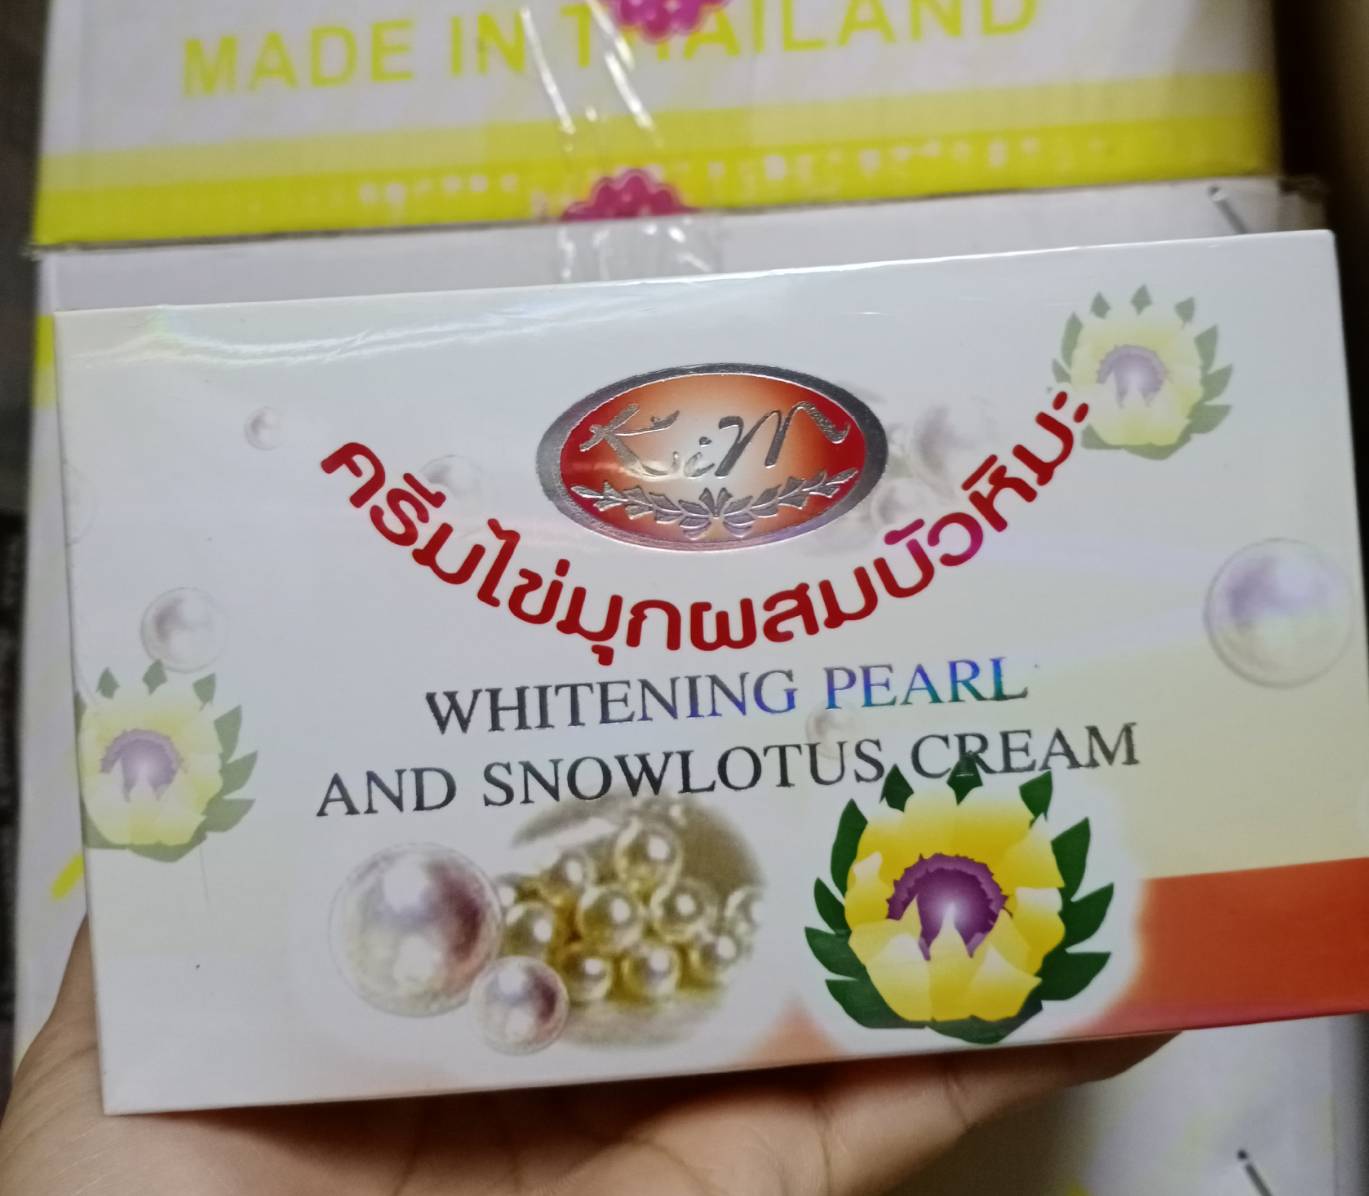 MADE IN THAILAND
Kim
ครีมไข่มุกผสมบัวหิมะ
WHITENING PEARL
AND SNOWLOTUS CREAM